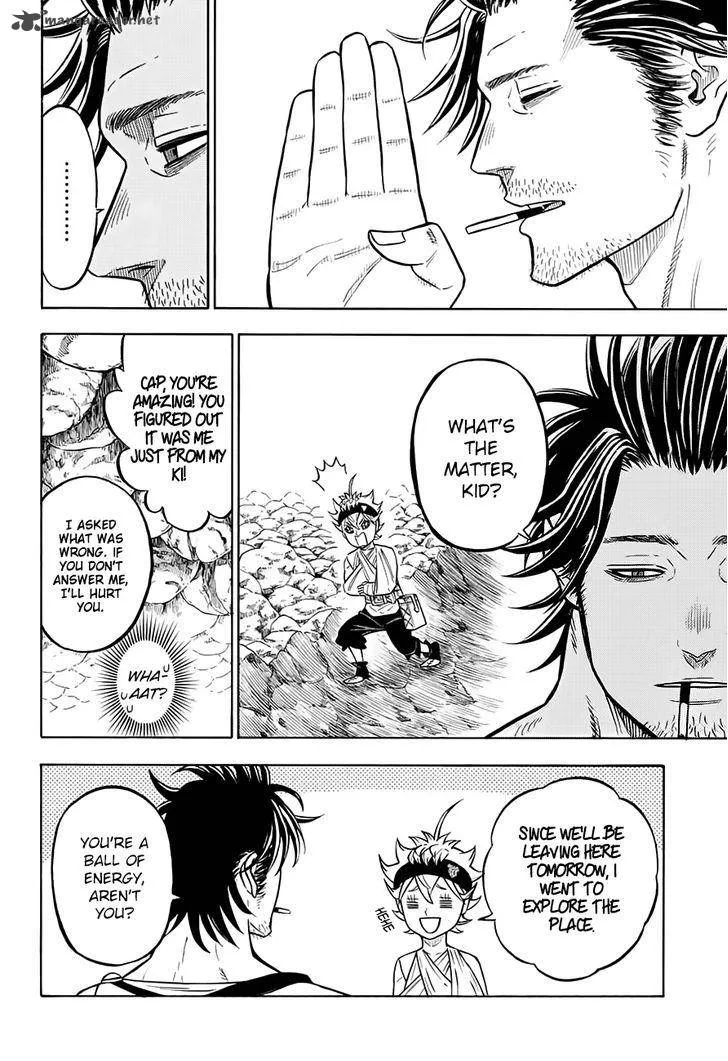 mangareader.net
..........
WHAT'S
THE
MATTER,
KID?
CAP, YOU'RE
AMAZING! YOU
FIGURED OUT
IT WAS ME
JUST FROM MY
KI!
I ASKED
WHAT WAS
WRONG. IF
YOU DON'T
ANSWER ME,
I'LL HURT
YOU.
WHA-
AAT?
SINCE WE'LL BE
LEAVING HERE
TOMORROW, I
WENT TO
EXPLORE THE
PLACE.
HEHE
YOU'RE A
BALL OF
ENERGY,
AREN'T
YOU?